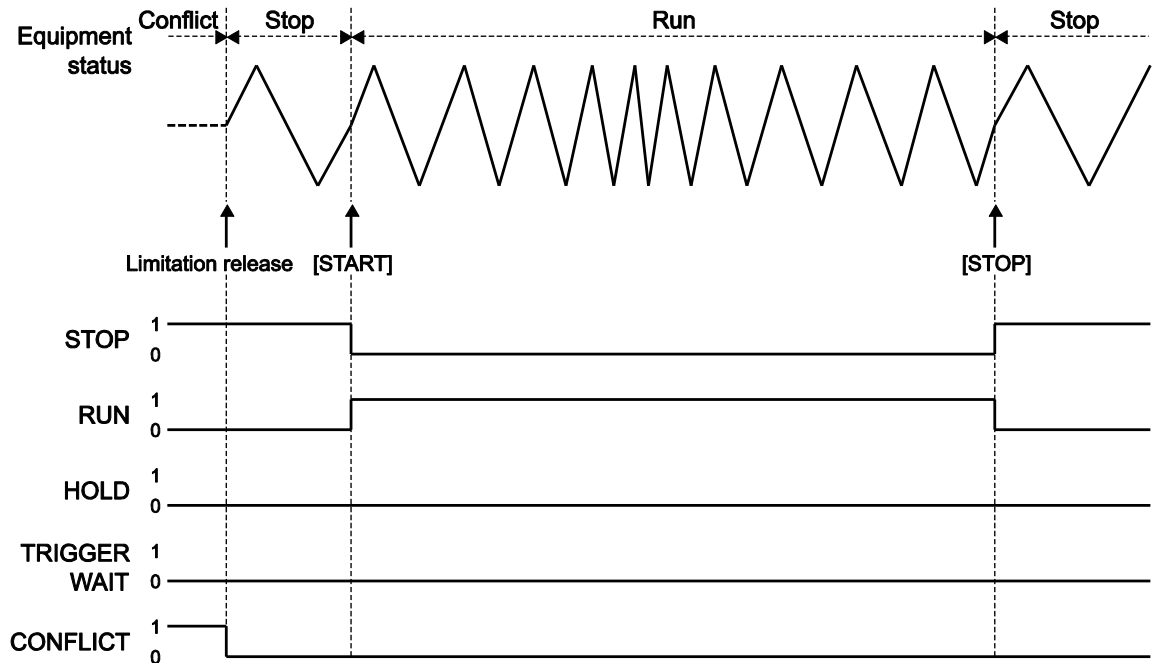 Conflict Stop Run Stop
Equipment
status
Limitation release [START] [STOP]
1
STOP
0
1
RUN
0
1
HOLD
0
TRIGGER 1
WAIT 0
1
CONFLICT
0